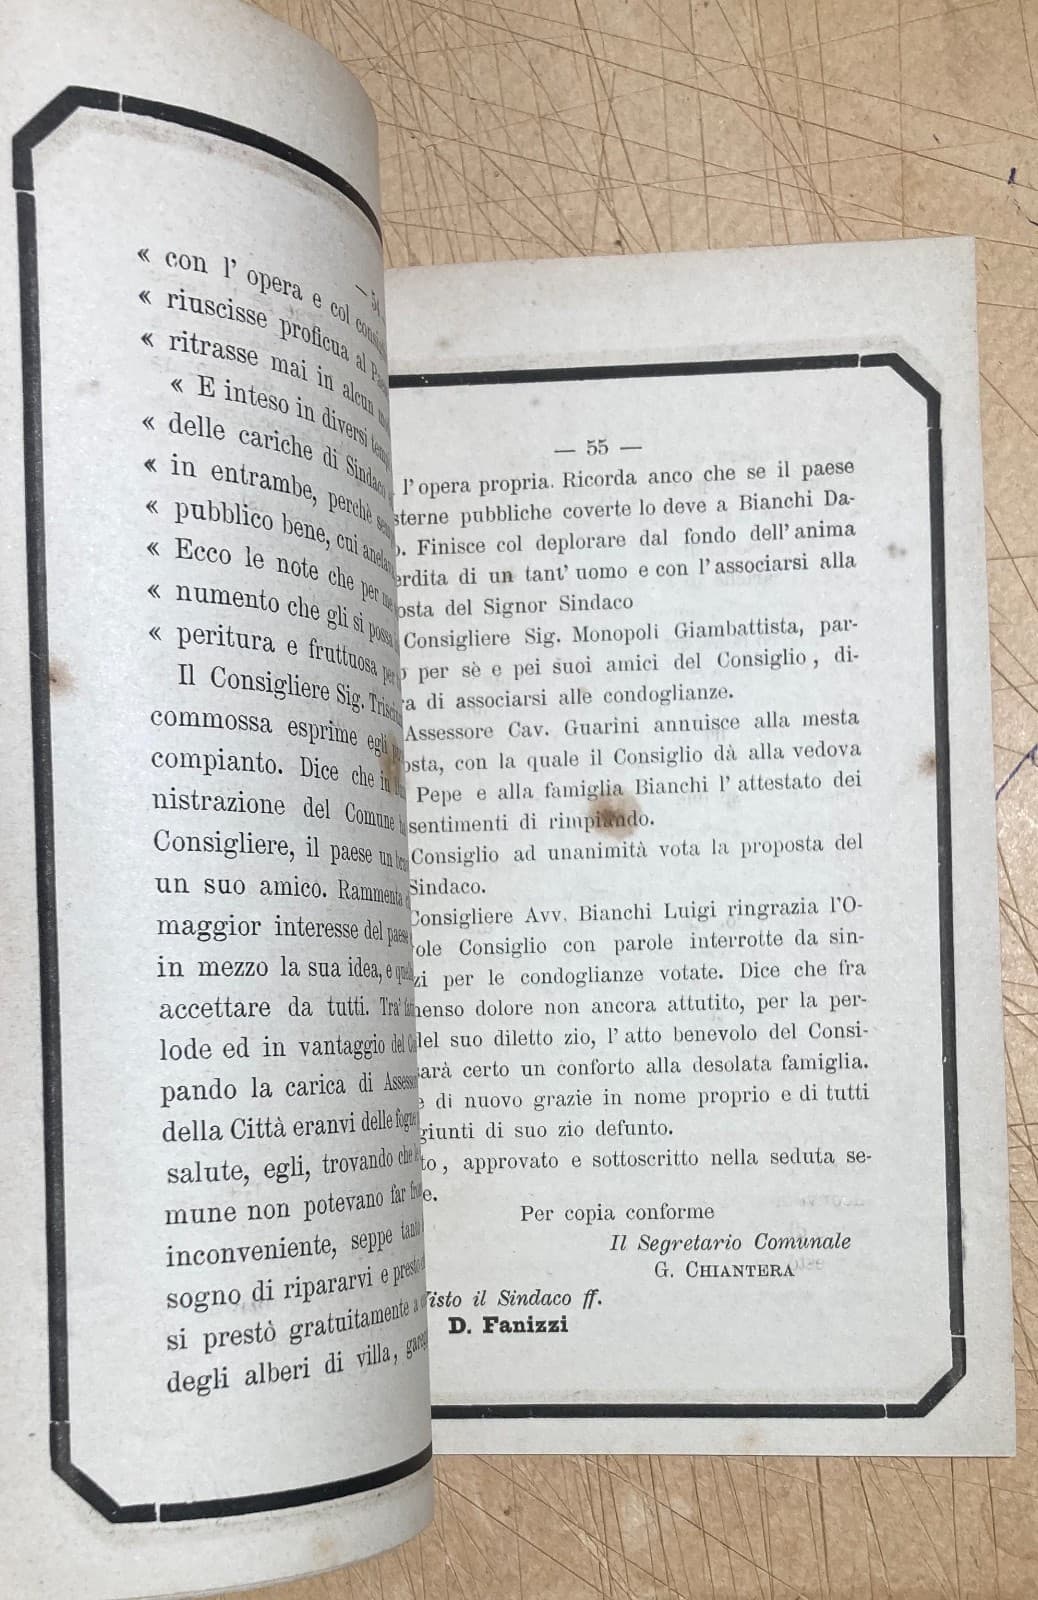 — 54
« con l' opera e col
« riuscisse proficua al
« ritrasse mai in alcun
« E inteso in diversi
« delle cariche di Sindaco
« in entrambe, perchè
« pubblico bene, cui
« Ecco le note che per
« numento che gli si possa
« peritura e fruttuosa
Il Consigliere Sig.
commossa esprime egli
compianto. Dice che in
nistrazione del Comune
Consigliere, il paese un
un suo amico. Rammenta
maggior interesse del paese
in mezzo la sua idea, e
accettare da tutti. Tra'
lode ed in vantaggio del
pando la carica di
della Città eranvi delle fogne
salute, egli, trovando che
mune non potevano far
inconveniente, seppe
sogno di ripararvi e presto
si prestò gratuitamente a
degli alberi di villa,
— 55 —
l'opera propria. Ricorda anco che se il paese
sterne pubbliche coverte lo deve a Bianchi Da-
. Finisce col deplorare dal fondo dell' anima
erdita di un tant' uomo e con l' associarsi alla
osta del Signor Sindaco
Consigliere Sig. Monopoli Giambattista, par-
per sè e pei suoi amici del Consiglio, di-
ra di associarsi alle condoglianze.
Assessore Cav. Guarini annuisce alla mesta
osta, con la quale il Consiglio dà alla vedova
Pepe e alla famiglia Bianchi l' attestato dei
sentimenti di rimpiando.
Consiglio ad unanimità vota la proposta del
Sindaco.
Consigliere Avv. Bianchi Luigi ringrazia l'O-
ole Consiglio con parole interrotte da sin-
zi per le condoglianze votate. Dice che fra
menso dolore non ancora attutito, per la per-
del suo diletto zio, l' atto benevolo del Consi-
sarà certo un conforto alla desolata famiglia.
e di nuovo grazie in nome proprio e di tutti
giunti di suo zio defunto.
to, approvato e sottoscritto nella seduta se-
e.
Per copia conforme
Il Segretario Comunale
G. CHIANTERA
Visto il Sindaco ff.
D. Fanizzi